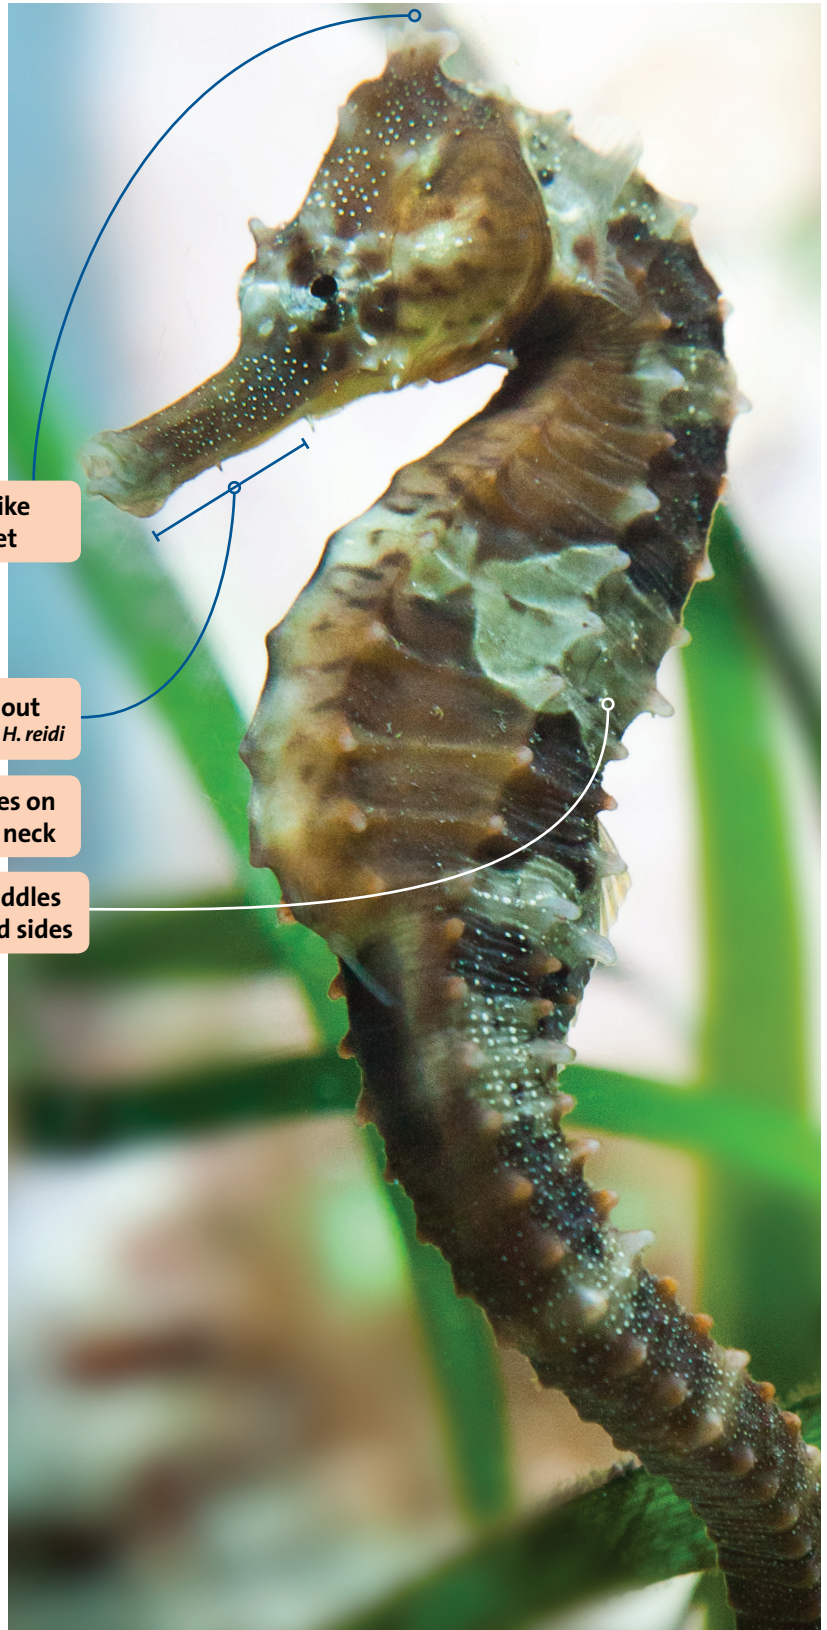 ike
et
out
H. reidi
es on
neck
ddles
d sides